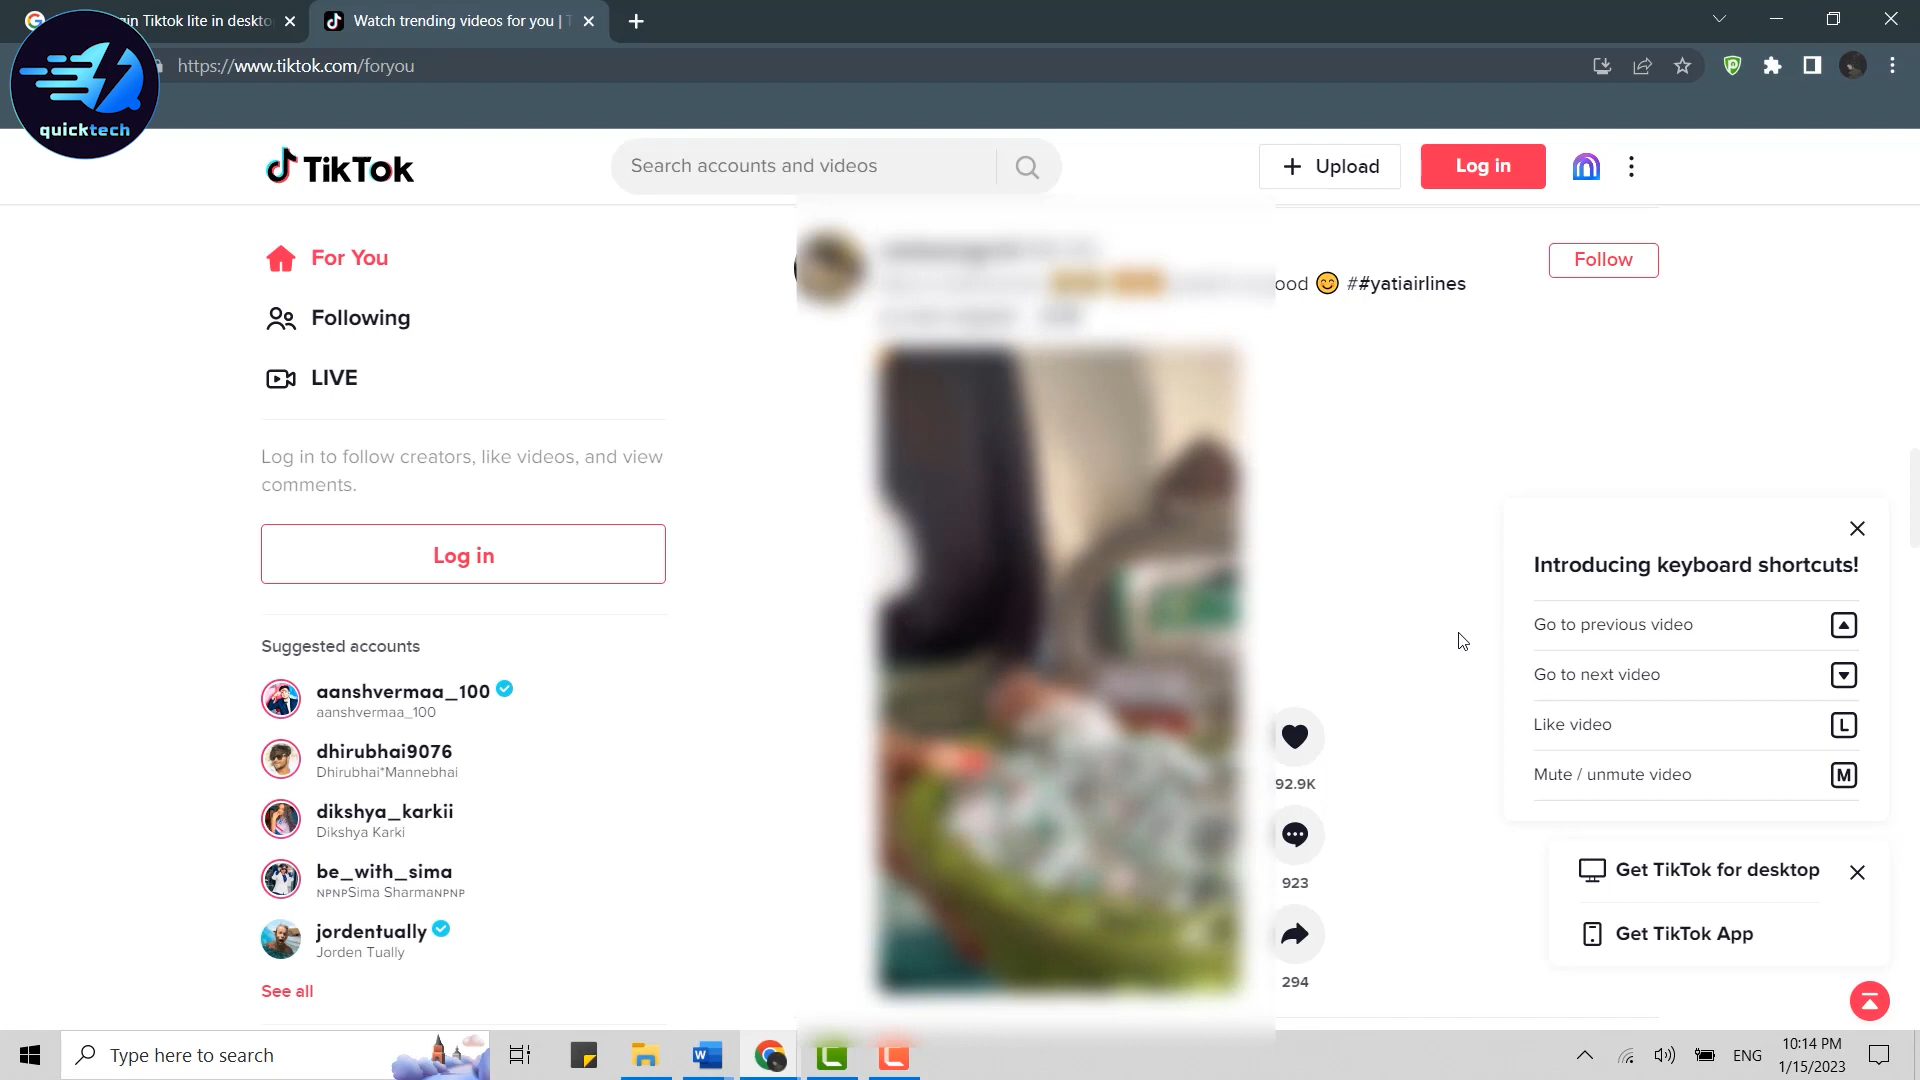 gin Tiktok lite in deskto
Watch trending videos for you | T
https://www.tiktok.com/foryou
quicktech
TikTok
Search accounts and videos
Upload
Log in
For You
ood 😊 ##yatiairlines
Follow
Following
LIVE
Log in to follow creators, like videos, and view
comments.
Log in
Suggested accounts
aanshvermaa_100
aanshvermaa_100
dhirubhai9076
Dhirubhai*Mannebhai
dikshya_karkii
Dikshya Karki
be_with_sima
ɴᴘɴᴘSima Sharmaɴᴘɴᴘ
jordentually
Jorden Tually
See all
92.9K
923
294
Introducing keyboard shortcuts!
Go to previous video
Go to next video
Like video L
Mute / unmute video M
Get TikTok for desktop
Get TikTok App
Type here to search
ENG
10:14 PM
1/15/2023